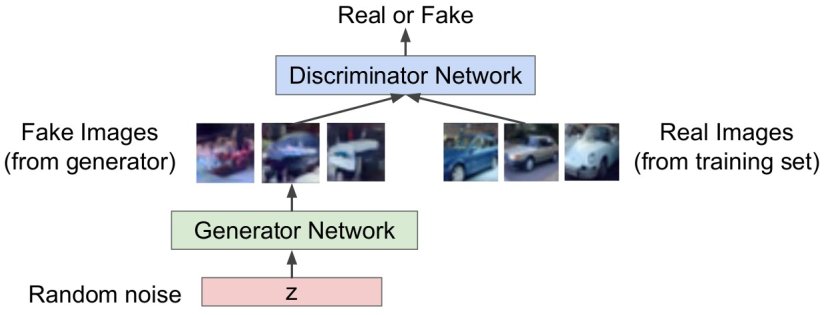 Real or Fake
Discriminator Network
Fake Images
(from generator)
Real Images
(from training set)
Generator Network
Random noise
z